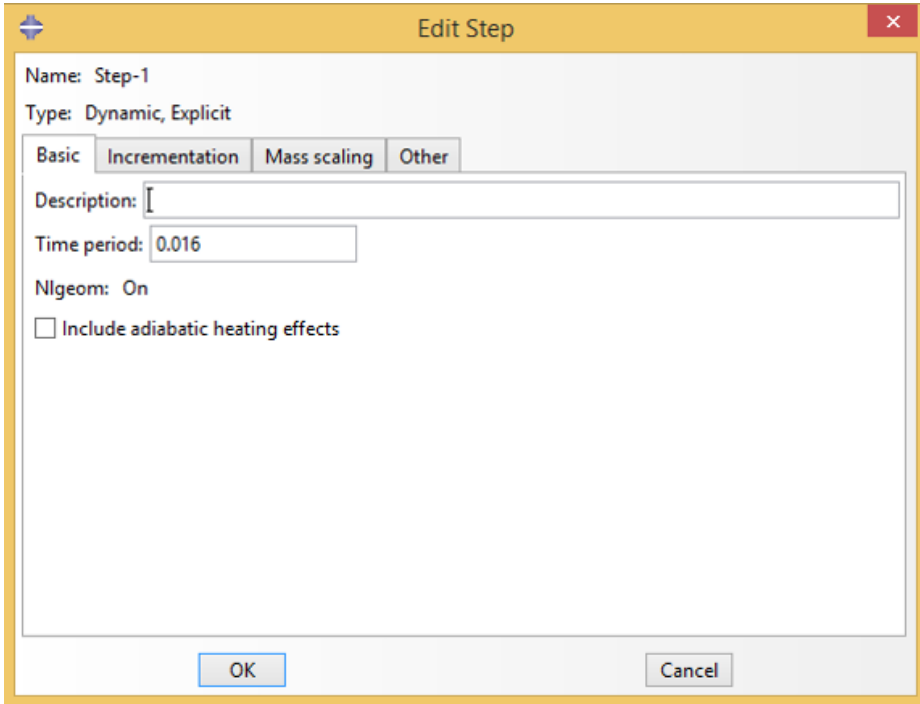 Edit Step
Name: Step-1
Type: Dynamic, Explicit
Basic Incrementation Mass scaling Other
Description:
Time period: 0.016
Nlgeom: On
Include adiabatic heating effects
OK Cancel